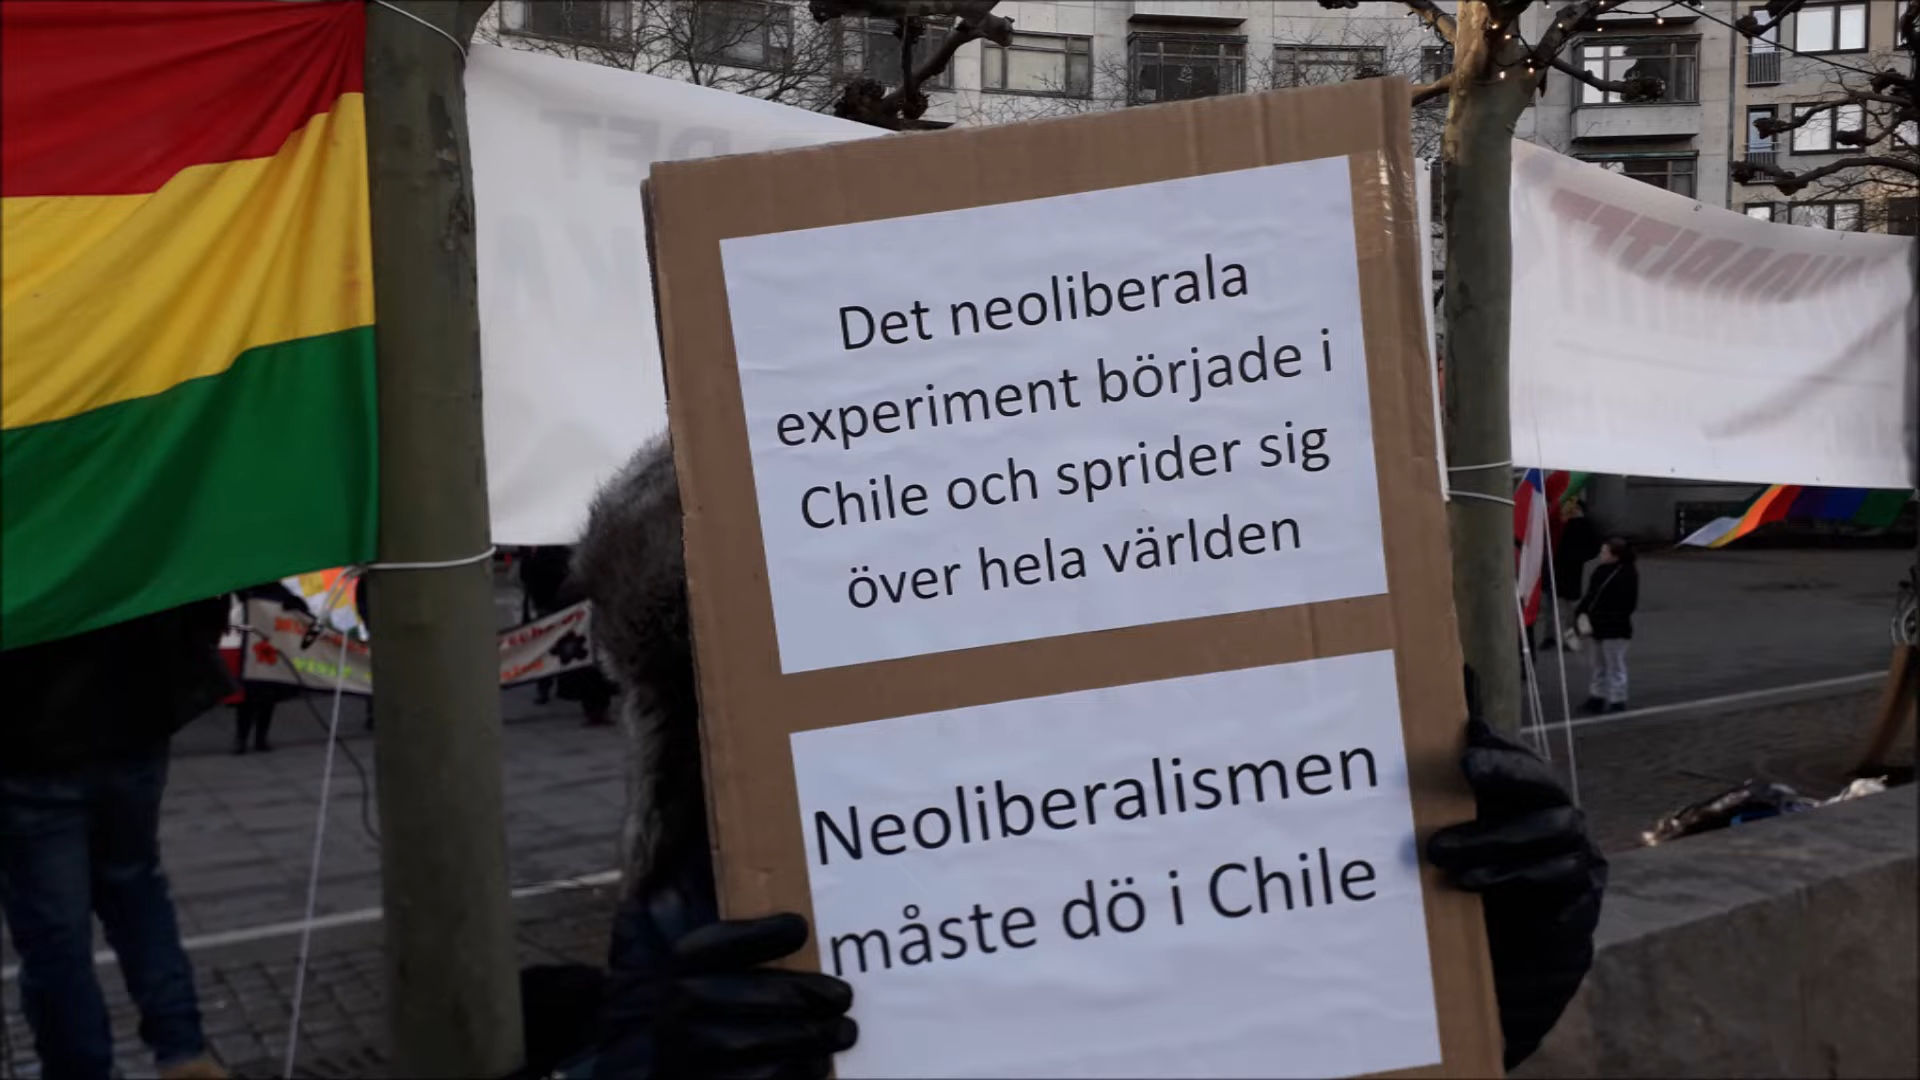 Det neoliberala
experiment började i
Chile och sprider sig
över hela världen
Neoliberalismen
måste dö i Chile